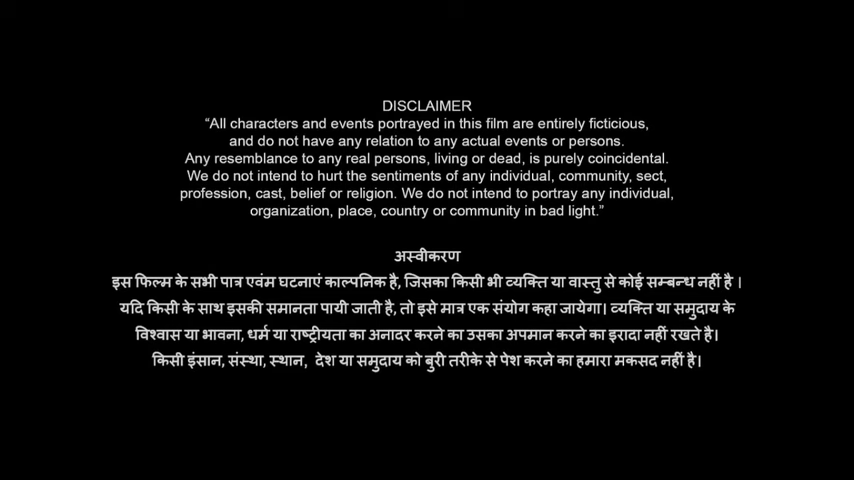 DISCLAIMER
“All characters and events portrayed in this film are entirely ficticious,
and do not have any relation to any actual events or persons.
Any resemblance to any real persons, living or dead, is purely coincidental.
We do not intend to hurt the sentiments of any individual, community, sect,
profession, cast, belief or religion. We do not intend to portray any individual,
organization, place, country or community in bad light.”
अस्वीकरण
इस फिल्म के सभी पात्र एवंम घटनाएं काल्पनिक है, जिसका किसी भी व्यक्ति या वास्तु से कोई सम्बन्ध नहीं है ।
यदि किसी के साथ इसकी समानता पायी जाती है, तो इसे मात्र एक संयोग कहा जायेगा। व्यक्ति या समुदाय के
विश्वास या भावना, धर्म या राष्ट्रीयता का अनादर करने का उसका अपमान करने का इरादा नहीं रखते है।
किसी इंसान, संस्था, स्थान, देश या समुदाय को बुरी तरीके से पेश करने का हमारा मकसद नहीं है।